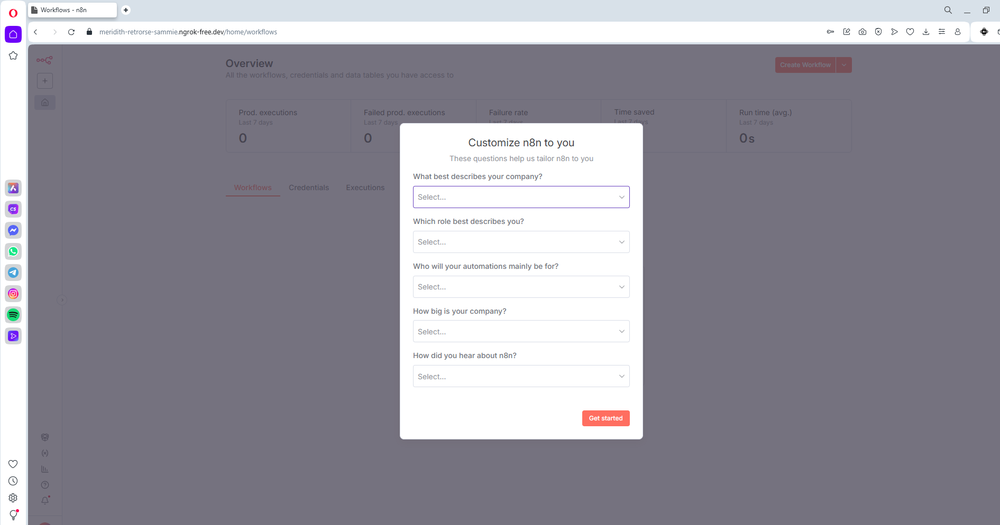 Workflows - n8n
meridith-retrorse-sammie.ngrok-free.dev/home/workflows
Overview
All the workflows, credentials and data tables you have access to
Create Workflow
Prod. executions
Last 7 days
0
Failed prod. executions
Last 7 days
0
Failure rate
Last 7 days
Time saved
Last 7 days
Run time (avg.)
Last 7 days
0s
Workflows Credentials Executions
Customize n8n to you
These questions help us tailor n8n to you
What best describes your company?
Select...
Which role best describes you?
Select...
Who will your automations mainly be for?
Select...
How big is your company?
Select...
How did you hear about n8n?
Select...
Get started
CS